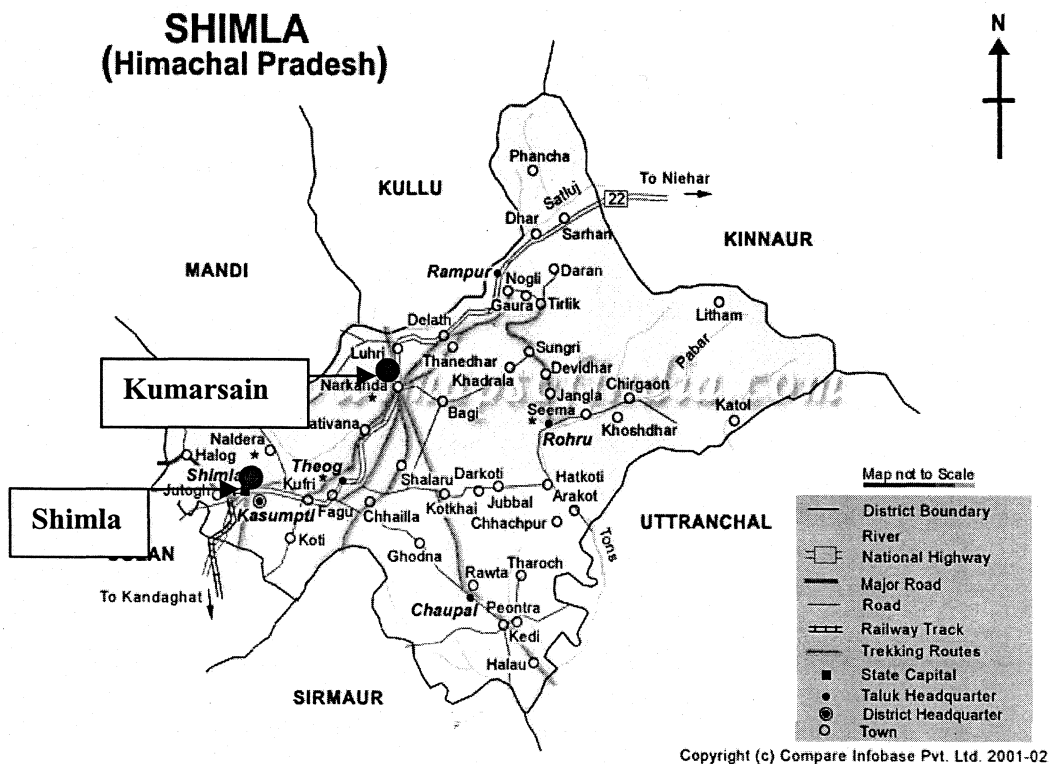 SHIMLA
(Himachal Pradesh)
N
Phancha
To Niehar
KULLU
Satluj
22
Dhar
Sarhan
KINNAUR
MANDI
Rampur
Nogli
Daran
Gaura
Tirlik
Litham
Delath
Pabar
Luhri
Thanedhar
Sungri
Khadrala
Devidhar
Kumarsain
Narkanda
Jangla
Chirgaon
Bagi
Seema
Katol
ativana
Khoshdhar
Rohru
Naldera
Halog
Shimla
Theog
Shalaru
Darkoti
Hatkoti
Map not to Scale
Jutogh
Kufri
Jubbal
Arakot
Shimla
Kasumpti
Fagu
Chhailla
Kotkhai
Chhachpur
UTTRANCHAL
District Boundary
River
Koti
Ghodna
Tons
National Highway
Rawta
Tharoch
Major Road
To Kandaghat
Chaupal
Peontra
Road
Kedi
Railway Track
Halau
Trekking Routes
SIRMAUR
State Capital
Taluk Headquarter
District Headquarter
Town
Copyright (c) Compare Infobase Pvt. Ltd. 2001-02